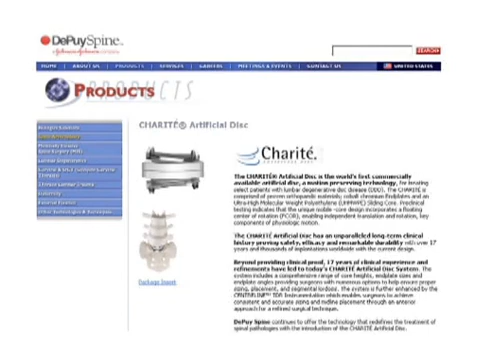 DePuySpine
SEARCH
HOME | ABOUT US | PRODUCTS | SERVICES | CAREERS | MEETINGS & EVENTS | CONTACT US
UNITED STATES
PRODUCTS
PRODUCTS
CHARITÉ® Artificial Disc
Charité.
The CHARITÉ® Artificial Disc is the world's first commercially
available artificial disc, a motion preserving technology, for treating
select patients with lumbar degenerative disc disease (DDD). The CHARITÉ is
comprised of proven orthopaedic materials; cobalt chromium Endplates and an
Ultra-High Molecular Weight Polyethylene (UHMWPE) Sliding Core. Preclinical
testing indicates that the unique mobile-core design incorporates a floating
center of rotation (FCOR), enabling independent translation and rotation, key
components of physiologic motion.
The CHARITÉ Artificial Disc has an unparalleled long-term clinical
history proving safety, efficacy and remarkable durability with over 17
years and thousands of implantations worldwide with the current design.
Beyond providing clinical proof, 17 years of clinical experience and
refinements have led to today's CHARITÉ Artificial Disc System. The
system includes a comprehensive range of core heights, endplate sizes and
endplate angles providing surgeons with numerous options to help ensure proper
sizing, placement, and segmental lordosis. The system is further enhanced by the
CENTRELINE™ TDR Instrumentation which enables surgeons to achieve
consistent and accurate sizing and midline placement through an anterior
approach for a refined surgical technique.
DePuy Spine continues to offer the technology that redefines the treatment of
spinal pathologies with the introduction of the CHARITÉ Artificial Disc.
Package Insert